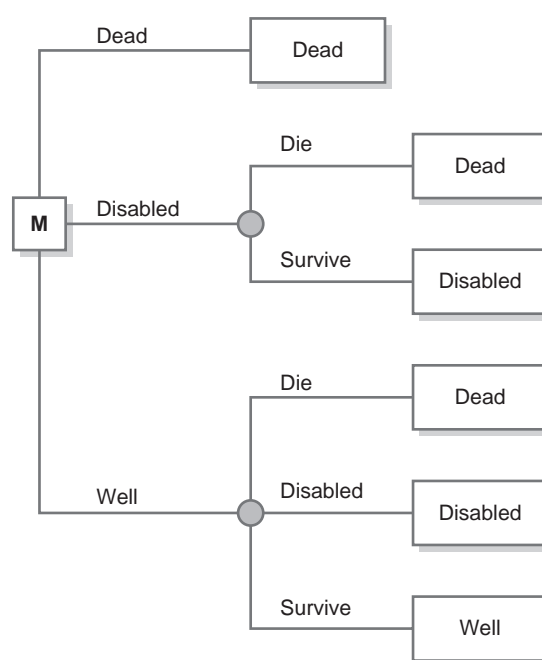 Dead
Dead
Die
Dead
M
Disabled
Survive
Disabled
Die
Dead
Well
Disabled
Disabled
Survive
Well